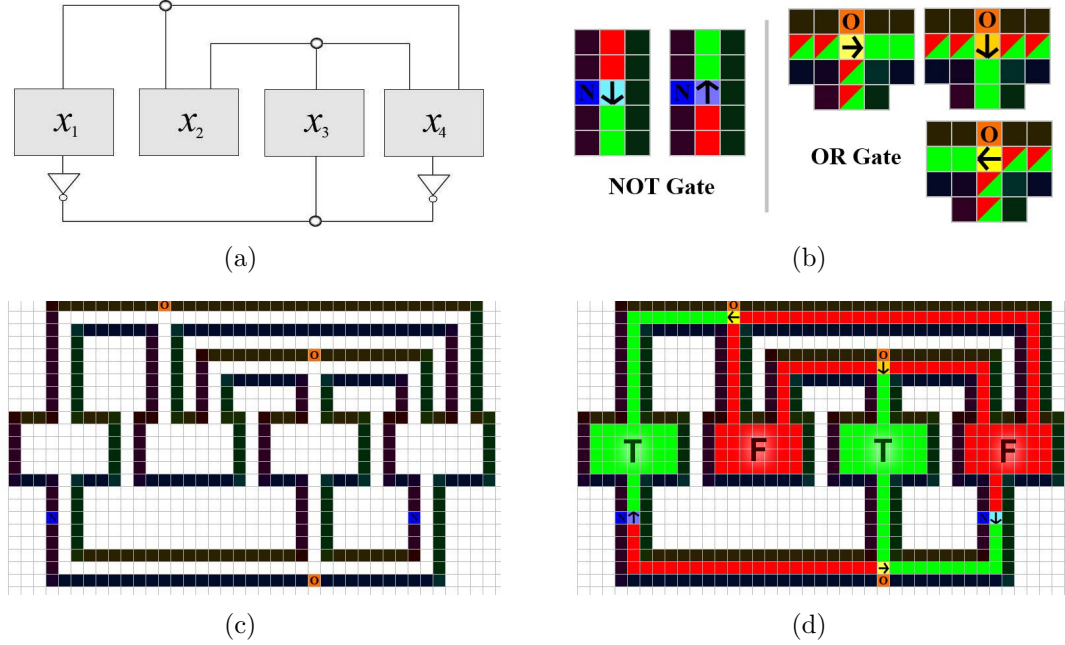 x₁ x₂ x₃ x₄
(a)
O O
N N
O
NOT Gate OR Gate
(b)
O
O
N N
O
(c)
O
O
T F T F
N N
O
(d)